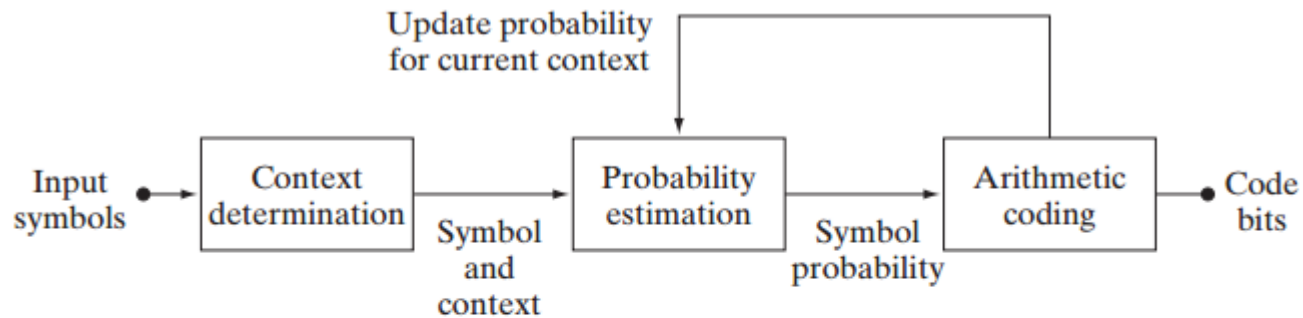 Update probability
for current context
Input
symbols
Context
determination
Symbol
and
context
Probability
estimation
Symbol
probability
Arithmetic
coding
Code
bits